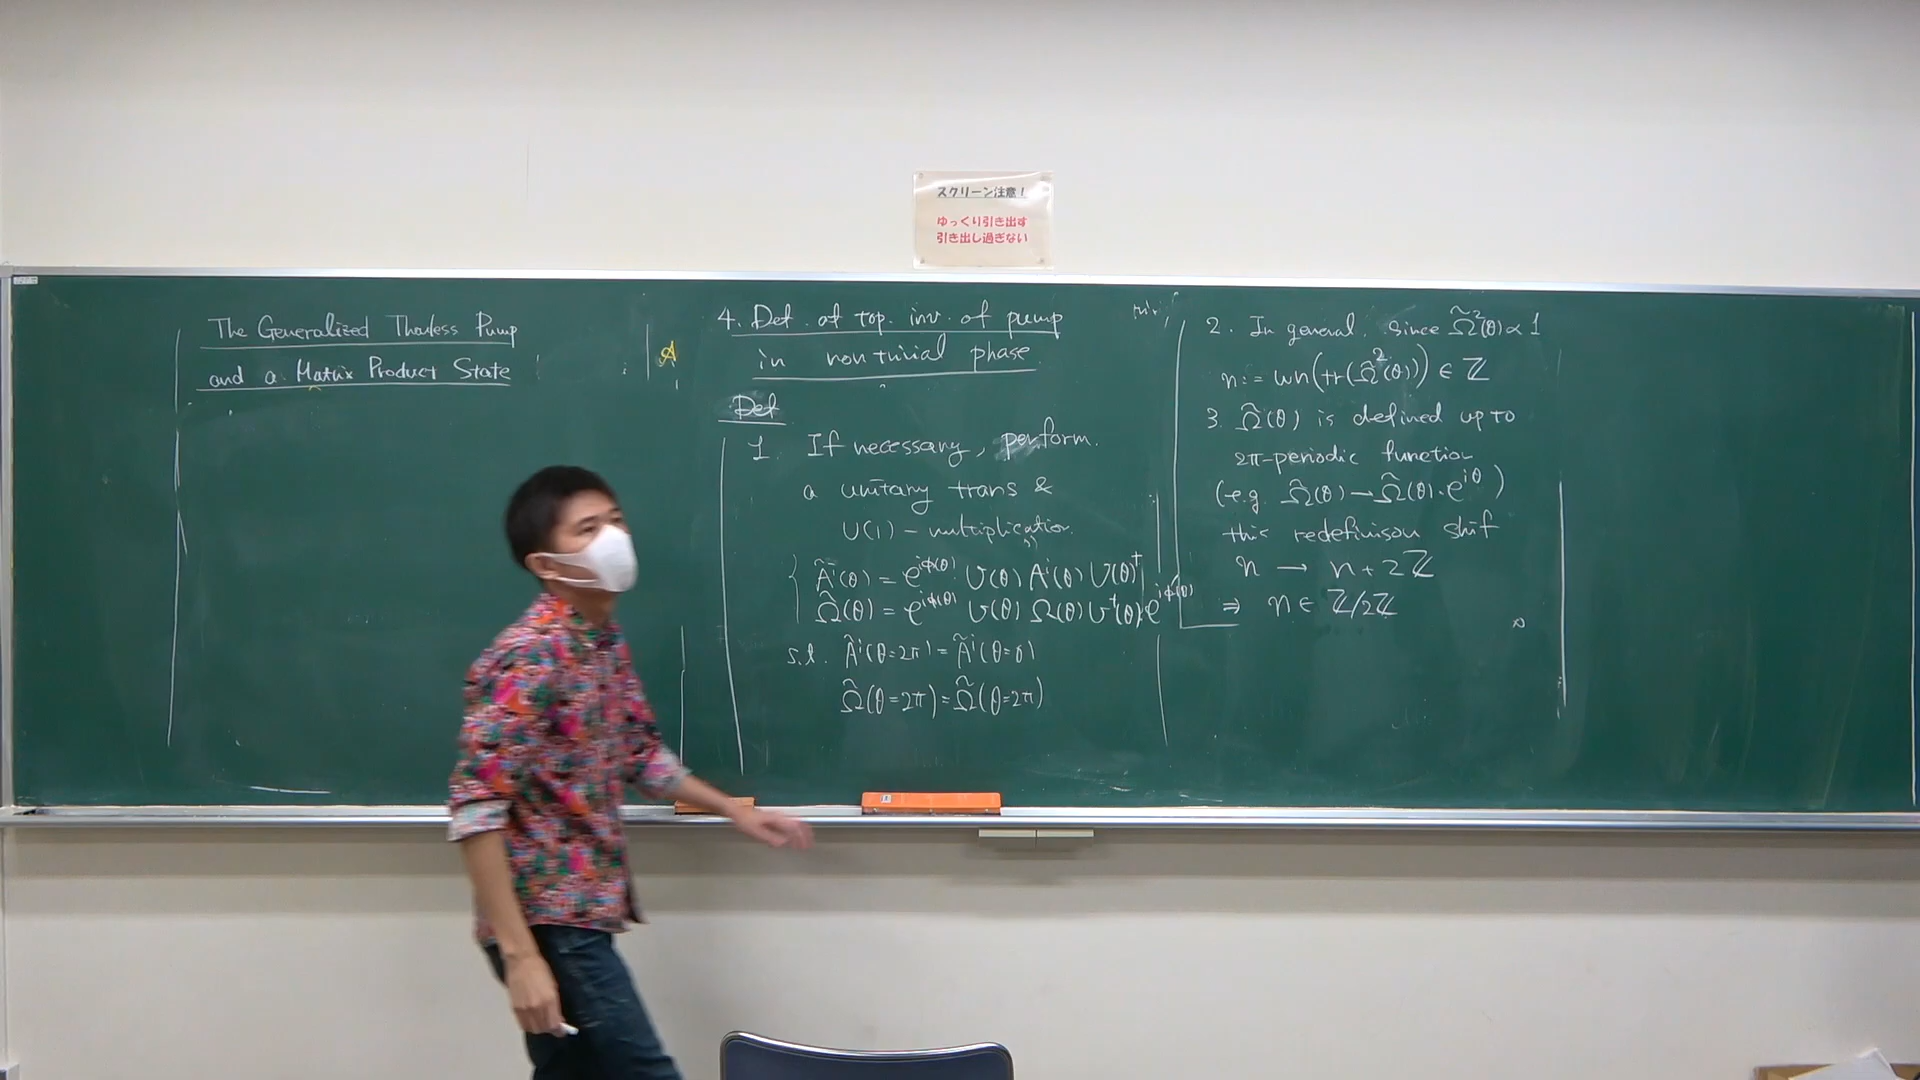 スクリーン注意!
ゆっくり引き出す
引き出し過ぎない
The Generalized Thouless Pump
and a Matrix Product State
A
4. Def. of top. inv. of pump
in nontrivial phase
Def
1. If necessary, perform.
a unitary trans &
U(1) - multiplication.
Ã^i(θ) = e^{iφ(θ)} U(θ) A^i(θ) U(θ)^†
Ω̃(θ) = e^{iφ(θ)} U(θ) Ω(θ) U^†(θ) e^{iφ(θ)}
s.t. Ã^i(θ=2π) = Ã^i(θ=0)
Ω̃(θ=2π) = Ω̃(θ=2π)
2. In general, since Ω̃²(θ) ∝ 1
n := wn(tr(Ω̃²(θ))) ∈ ℤ
3. Ω̃(θ) is defined up to
2π-periodic function
(e.g. Ω̃(θ) → Ω̃(θ)·e^{iθ})
this redefinison shif
n → n + 2ℤ
⇒ n ∈ ℤ/2ℤ